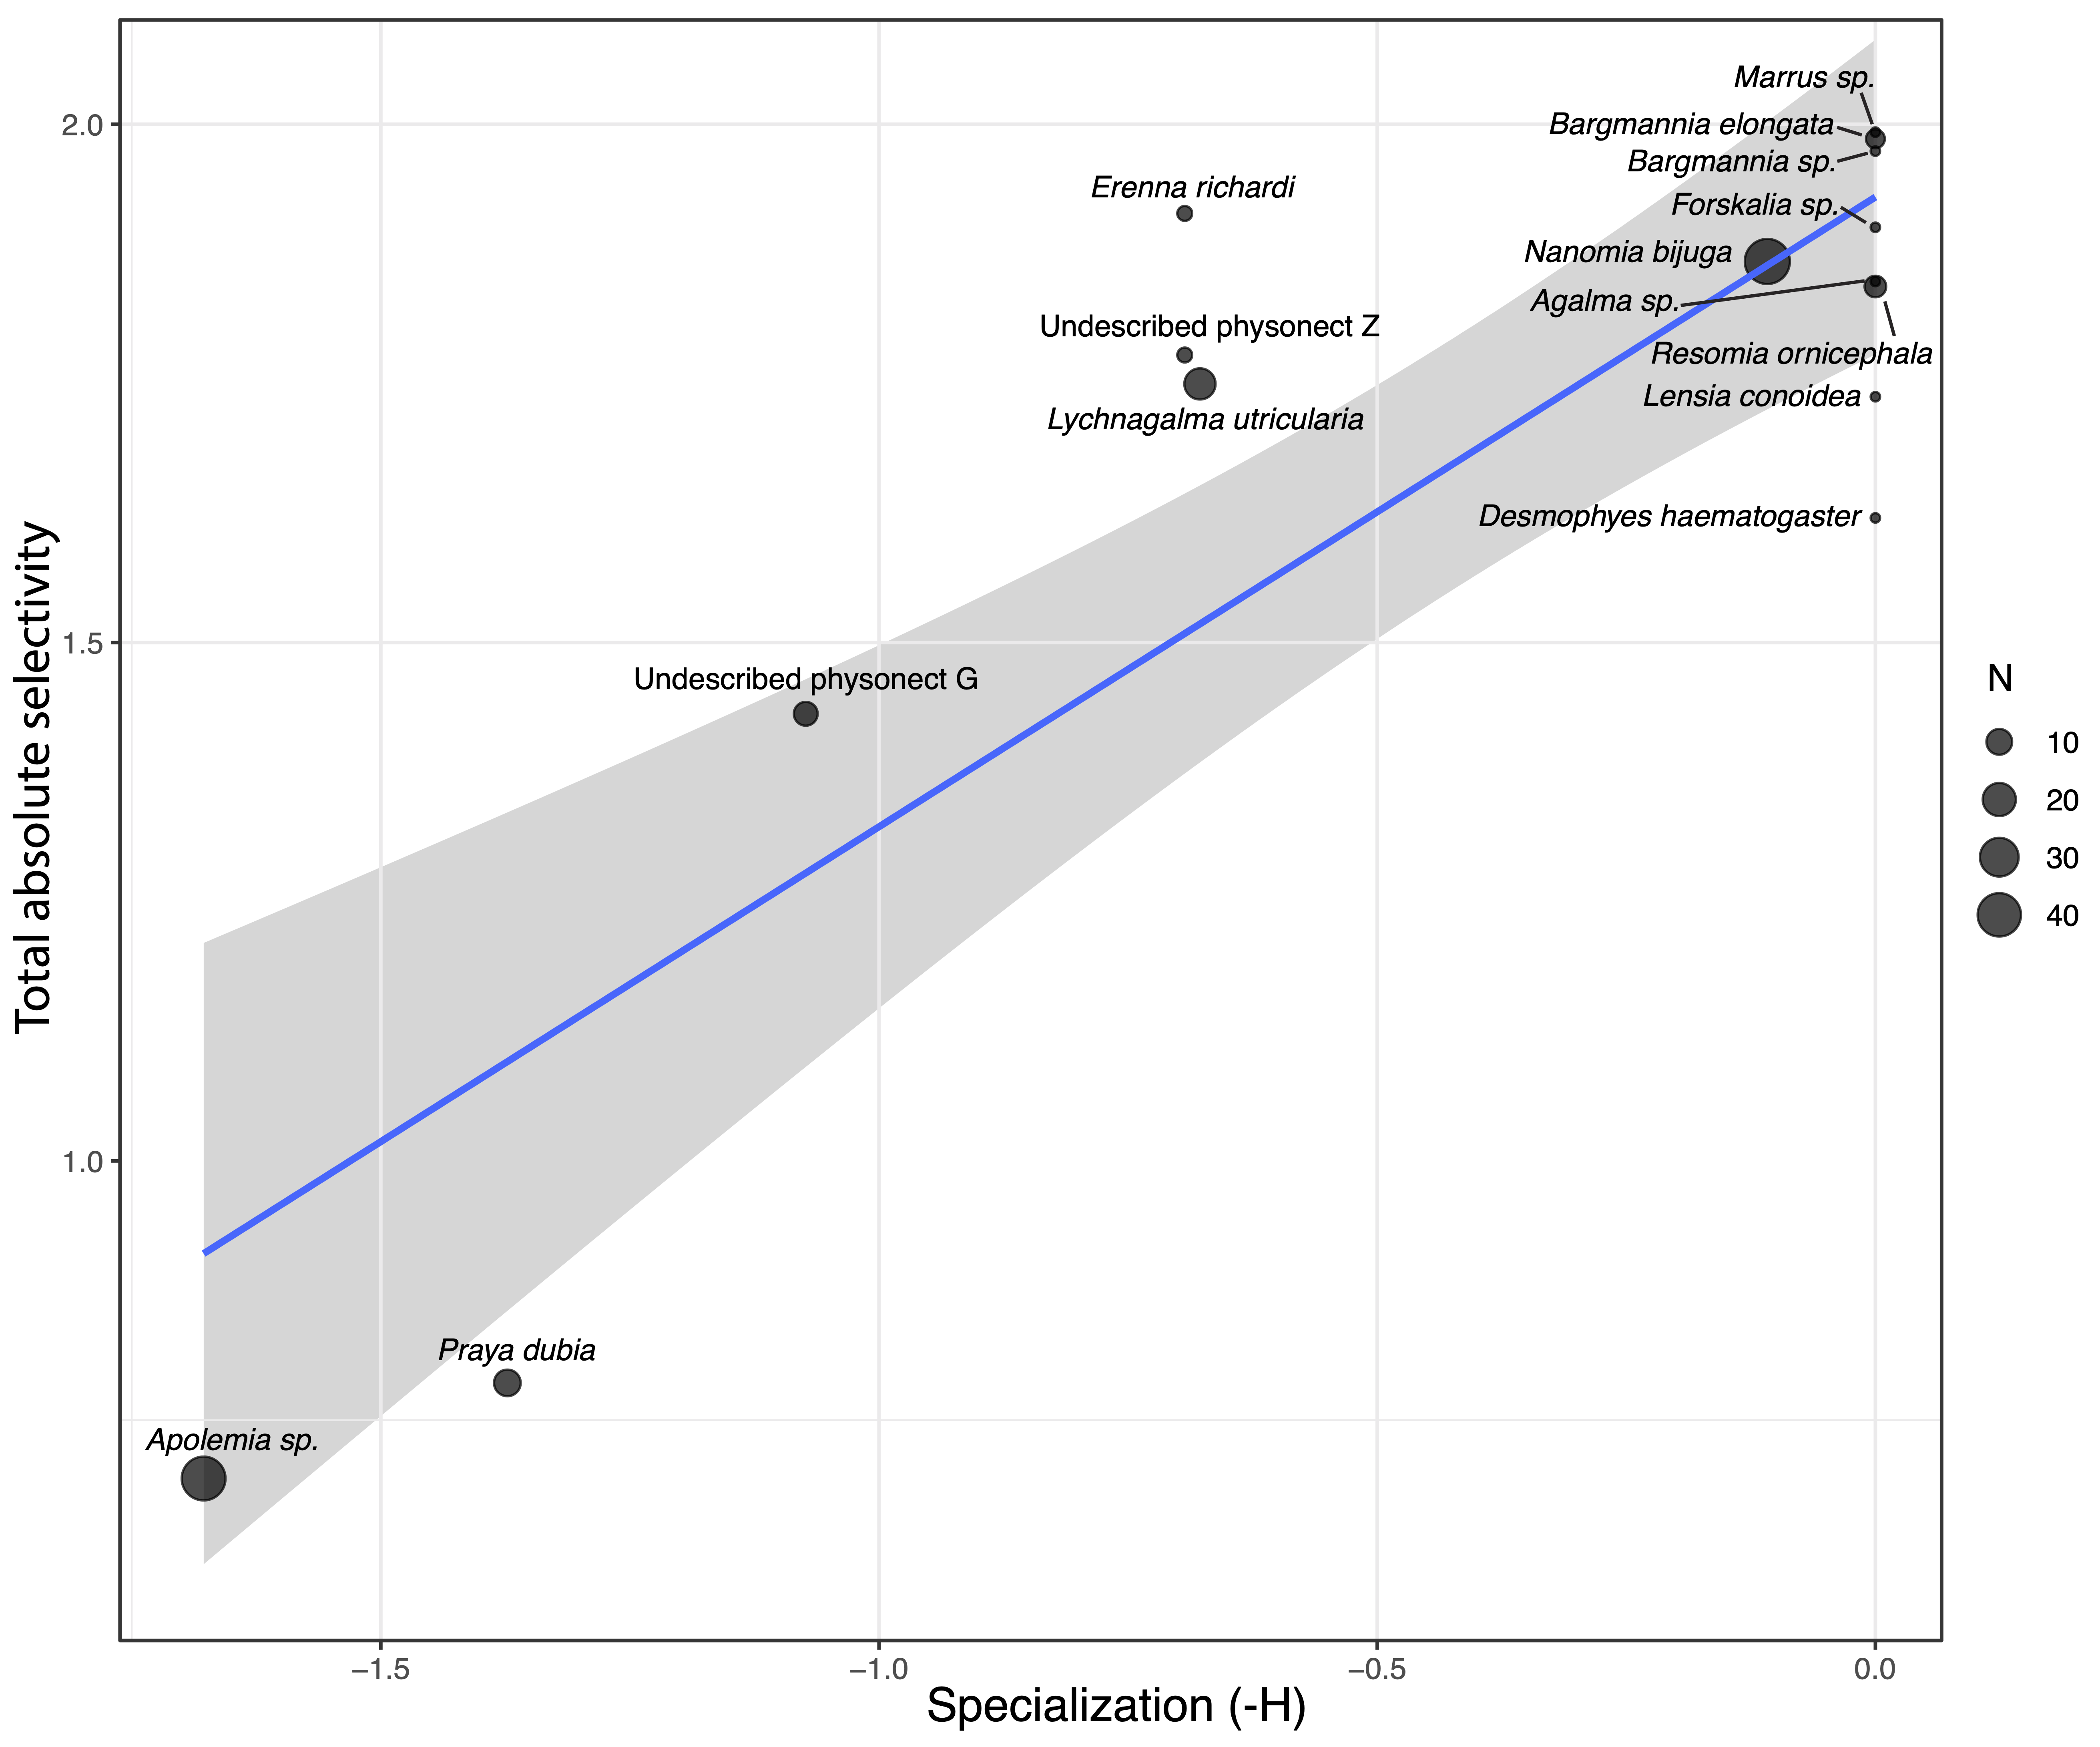 Marrus sp.
2.0
Bargmannia elongata
Bargmannia sp.
Erenna richardi
Forskalia sp.
Nanomia bijuga
Agalma sp.
Undescribed physonect Z
Resomia ornicephala
Lensia conoidea
Lychnagalma utricularia
Desmophyes haematogaster
Total absolute selectivity
1.5
Undescribed physonect G
N
10
20
30
40
1.0
Praya dubia
Apolemia sp.
−1.5
−1.0
−0.5
0.0
Specialization (-H)